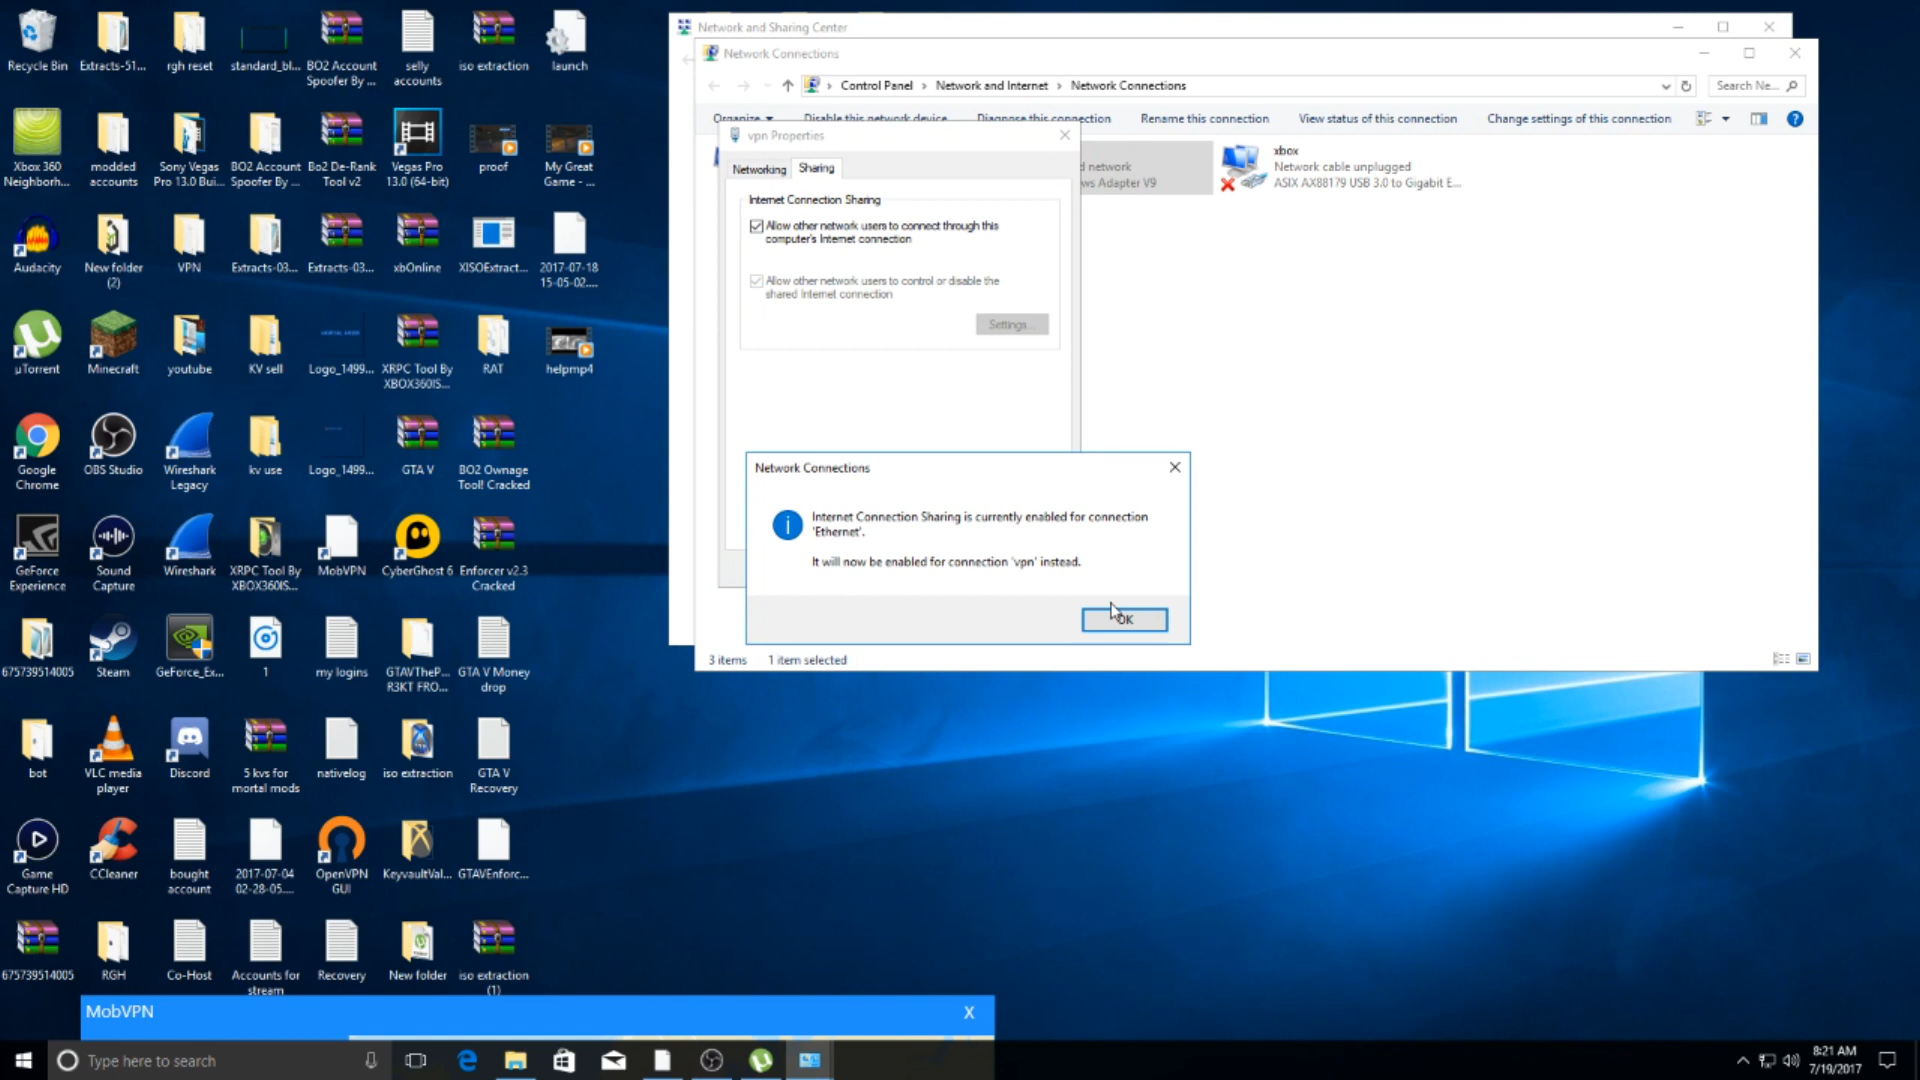 Recycle Bin
Extracts-51...
rgh reset
standard_bl...
BO2 Account
Spoofer By ...
selly
accounts
iso extraction
launch
Xbox 360
Neighborh...
modded
accounts
Sony Vegas
Pro 13.0 Bui...
BO2 Account
Spoofer By ...
Bo2 De-Rank
Tool v2
Vegas Pro
13.0 (64-bit)
proof
My Great
Game - ...
Audacity
New folder
(2)
VPN
Extracts-03...
Extracts-03...
xbOnline
XISOExtract...
2017-07-18
15-05-02....
µTorrent
Minecraft
youtube
KV sell
Logo_1499...
XRPC Tool By
XBOX360IS...
RAT
helpmp4
Google
Chrome
OBS Studio
Wireshark
Legacy
kv use
Logo_1499...
GTA V
BO2 Ownage
Tool! Cracked
GeForce
Experience
Sound
Capture
Wireshark
XRPC Tool By
XBOX360IS...
MobVPN
CyberGhost 6
Enforcer v2.3
Cracked
675739514005
Steam
GeForce_Ex...
1
my logins
GTAVTheP...
R3KT FRO...
GTA V Money
drop
bot
VLC media
player
Discord
5 kvs for
mortal mods
nativelog
iso extraction
GTA V
Recovery
Game
Capture HD
CCleaner
bought
account
2017-07-04
02-28-05....
OpenVPN
GUI
KeyvaultVal...
GTAVEnforc...
675739514005
RGH
Co-Host
Accounts for
stream
Recovery
New folder
iso extraction
(1)
Network and Sharing Center
Network Connections
Control Panel > Network and Internet > Network Connections
Search Ne...
Organize
Disable this network device
Diagnose this connection
Rename this connection
View status of this connection
Change settings of this connection
vpn Properties
Networking
Sharing
Internet Connection Sharing
Allow other network users to connect through this
computer's Internet connection
Allow other network users to control or disable the
shared Internet connection
Settings...
d network
ws Adapter V9
xbox
Network cable unplugged
ASIX AX88179 USB 3.0 to Gigabit E...
Network Connections
Internet Connection Sharing is currently enabled for connection
'Ethernet'.
It will now be enabled for connection 'vpn' instead.
OK
3 items
1 item selected
MobVPN
X
Type here to search
8:21 AM
7/19/2017